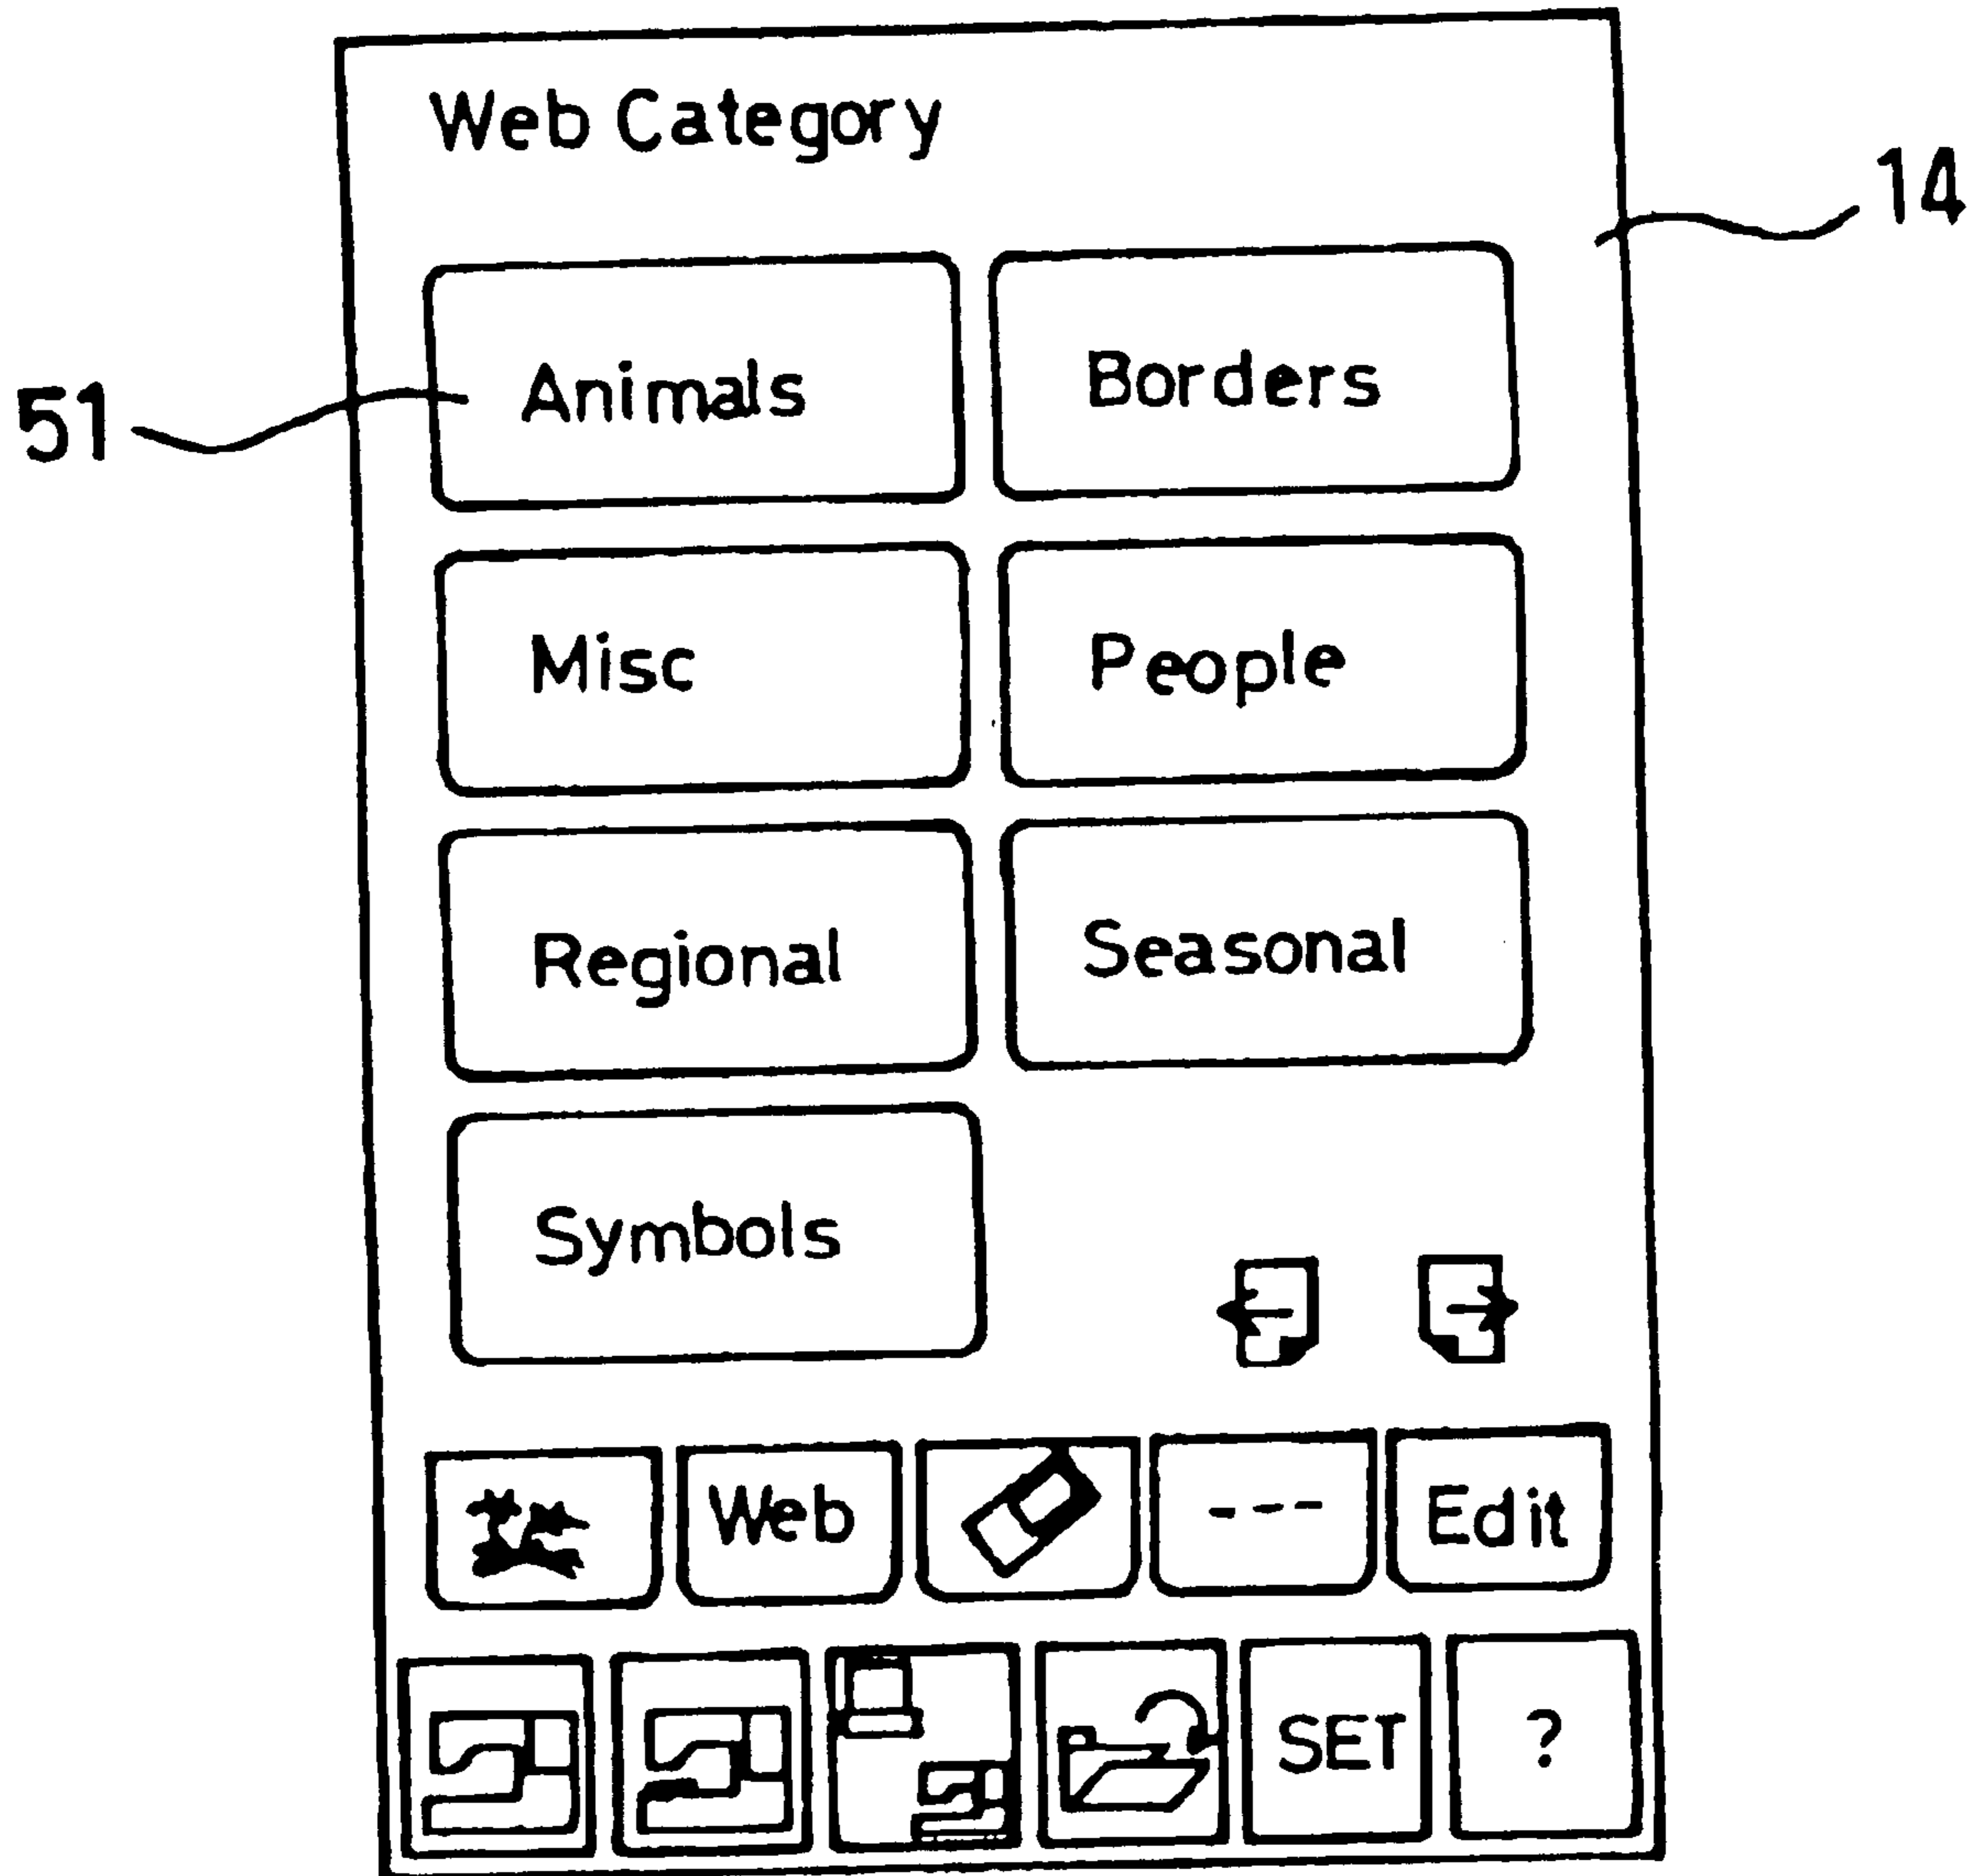 Web Category
14
51
Animals
Borders
Misc
People
Regional
Seasonal
Symbols
Web
---
Edit
SET
?